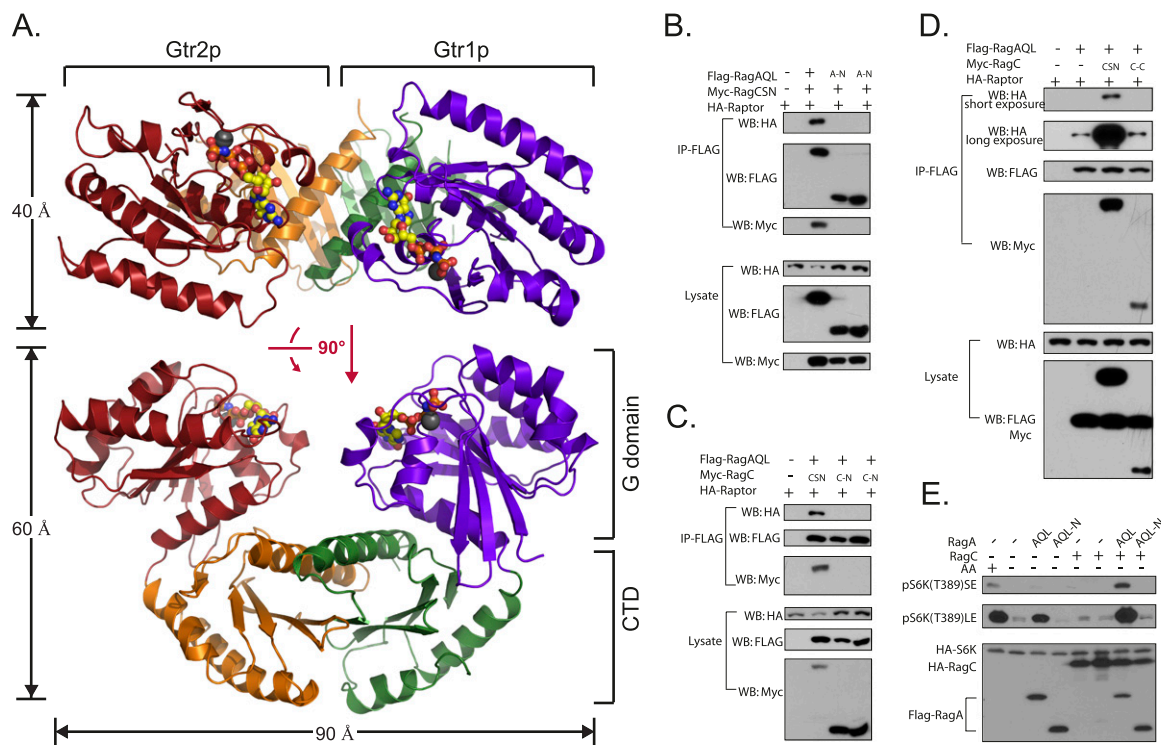 A.
Gtr2p
Gtr1p
40 Å
90°
60 Å
G domain
CTD
90 Å
B.
Flag-RagAQL - + A-N A-N
Myc-RagCSN - + + +
HA-Raptor + + + +
WB:HA
IP-FLAG
WB:FLAG
WB:Myc
WB:HA
Lysate
WB:FLAG
WB:Myc
C.
Flag-RagAQL - + + +
Myc-RagC - CSN C-N C-N
HA-Raptor + + + +
WB:HA
IP-FLAG
WB:FLAG
WB:Myc
WB:HA
Lysate
WB:FLAG
WB:Myc
D.
Flag-RagAQL - + + +
Myc-RagC - - CSN C-C
HA-Raptor + + + +
WB:HA
short exposure
WB:HA
long exposure
IP-FLAG
WB:FLAG
WB:Myc
WB:HA
Lysate
WB:FLAG
Myc
E.
RagA - - AQL AQL-N - - AQL AQL-N
RagC - - - - + + + +
AA + - - - - - - -
pS6K(T389)SE
pS6K(T389)LE
HA-S6K
HA-RagC
Flag-RagA